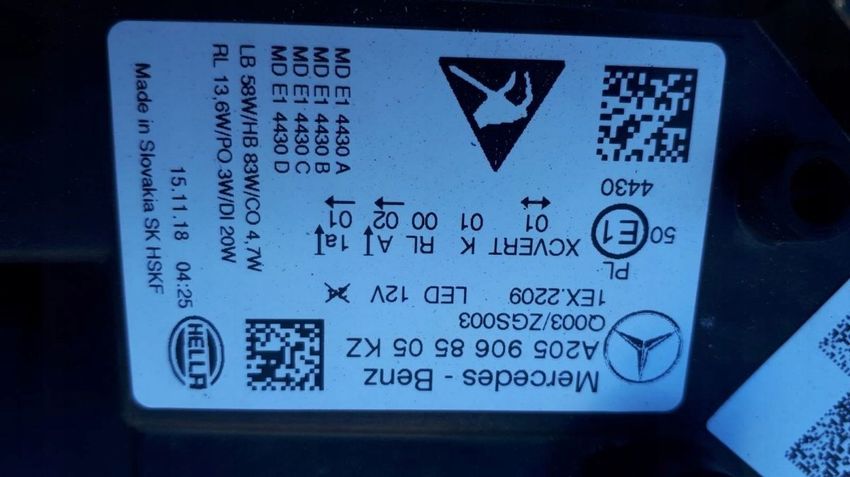 Mercedes - Benz
A205 906 85 05 KZ
Q003/ZGS003
HELLA
1EX.2209 LED 12V
PL
50 E1
XCVERT K RL A 1a
01 01 00 02 01
4430
MD E1 4430 A
MD E1 4430 B
MD E1 4430 C
MD E1 4430 D
LB 58W/HB 83W/CO 4,7W
RL 13,6W/PO 3W/DI 20W
15.11.18 04:25
Made in Slovakia SK HSKF